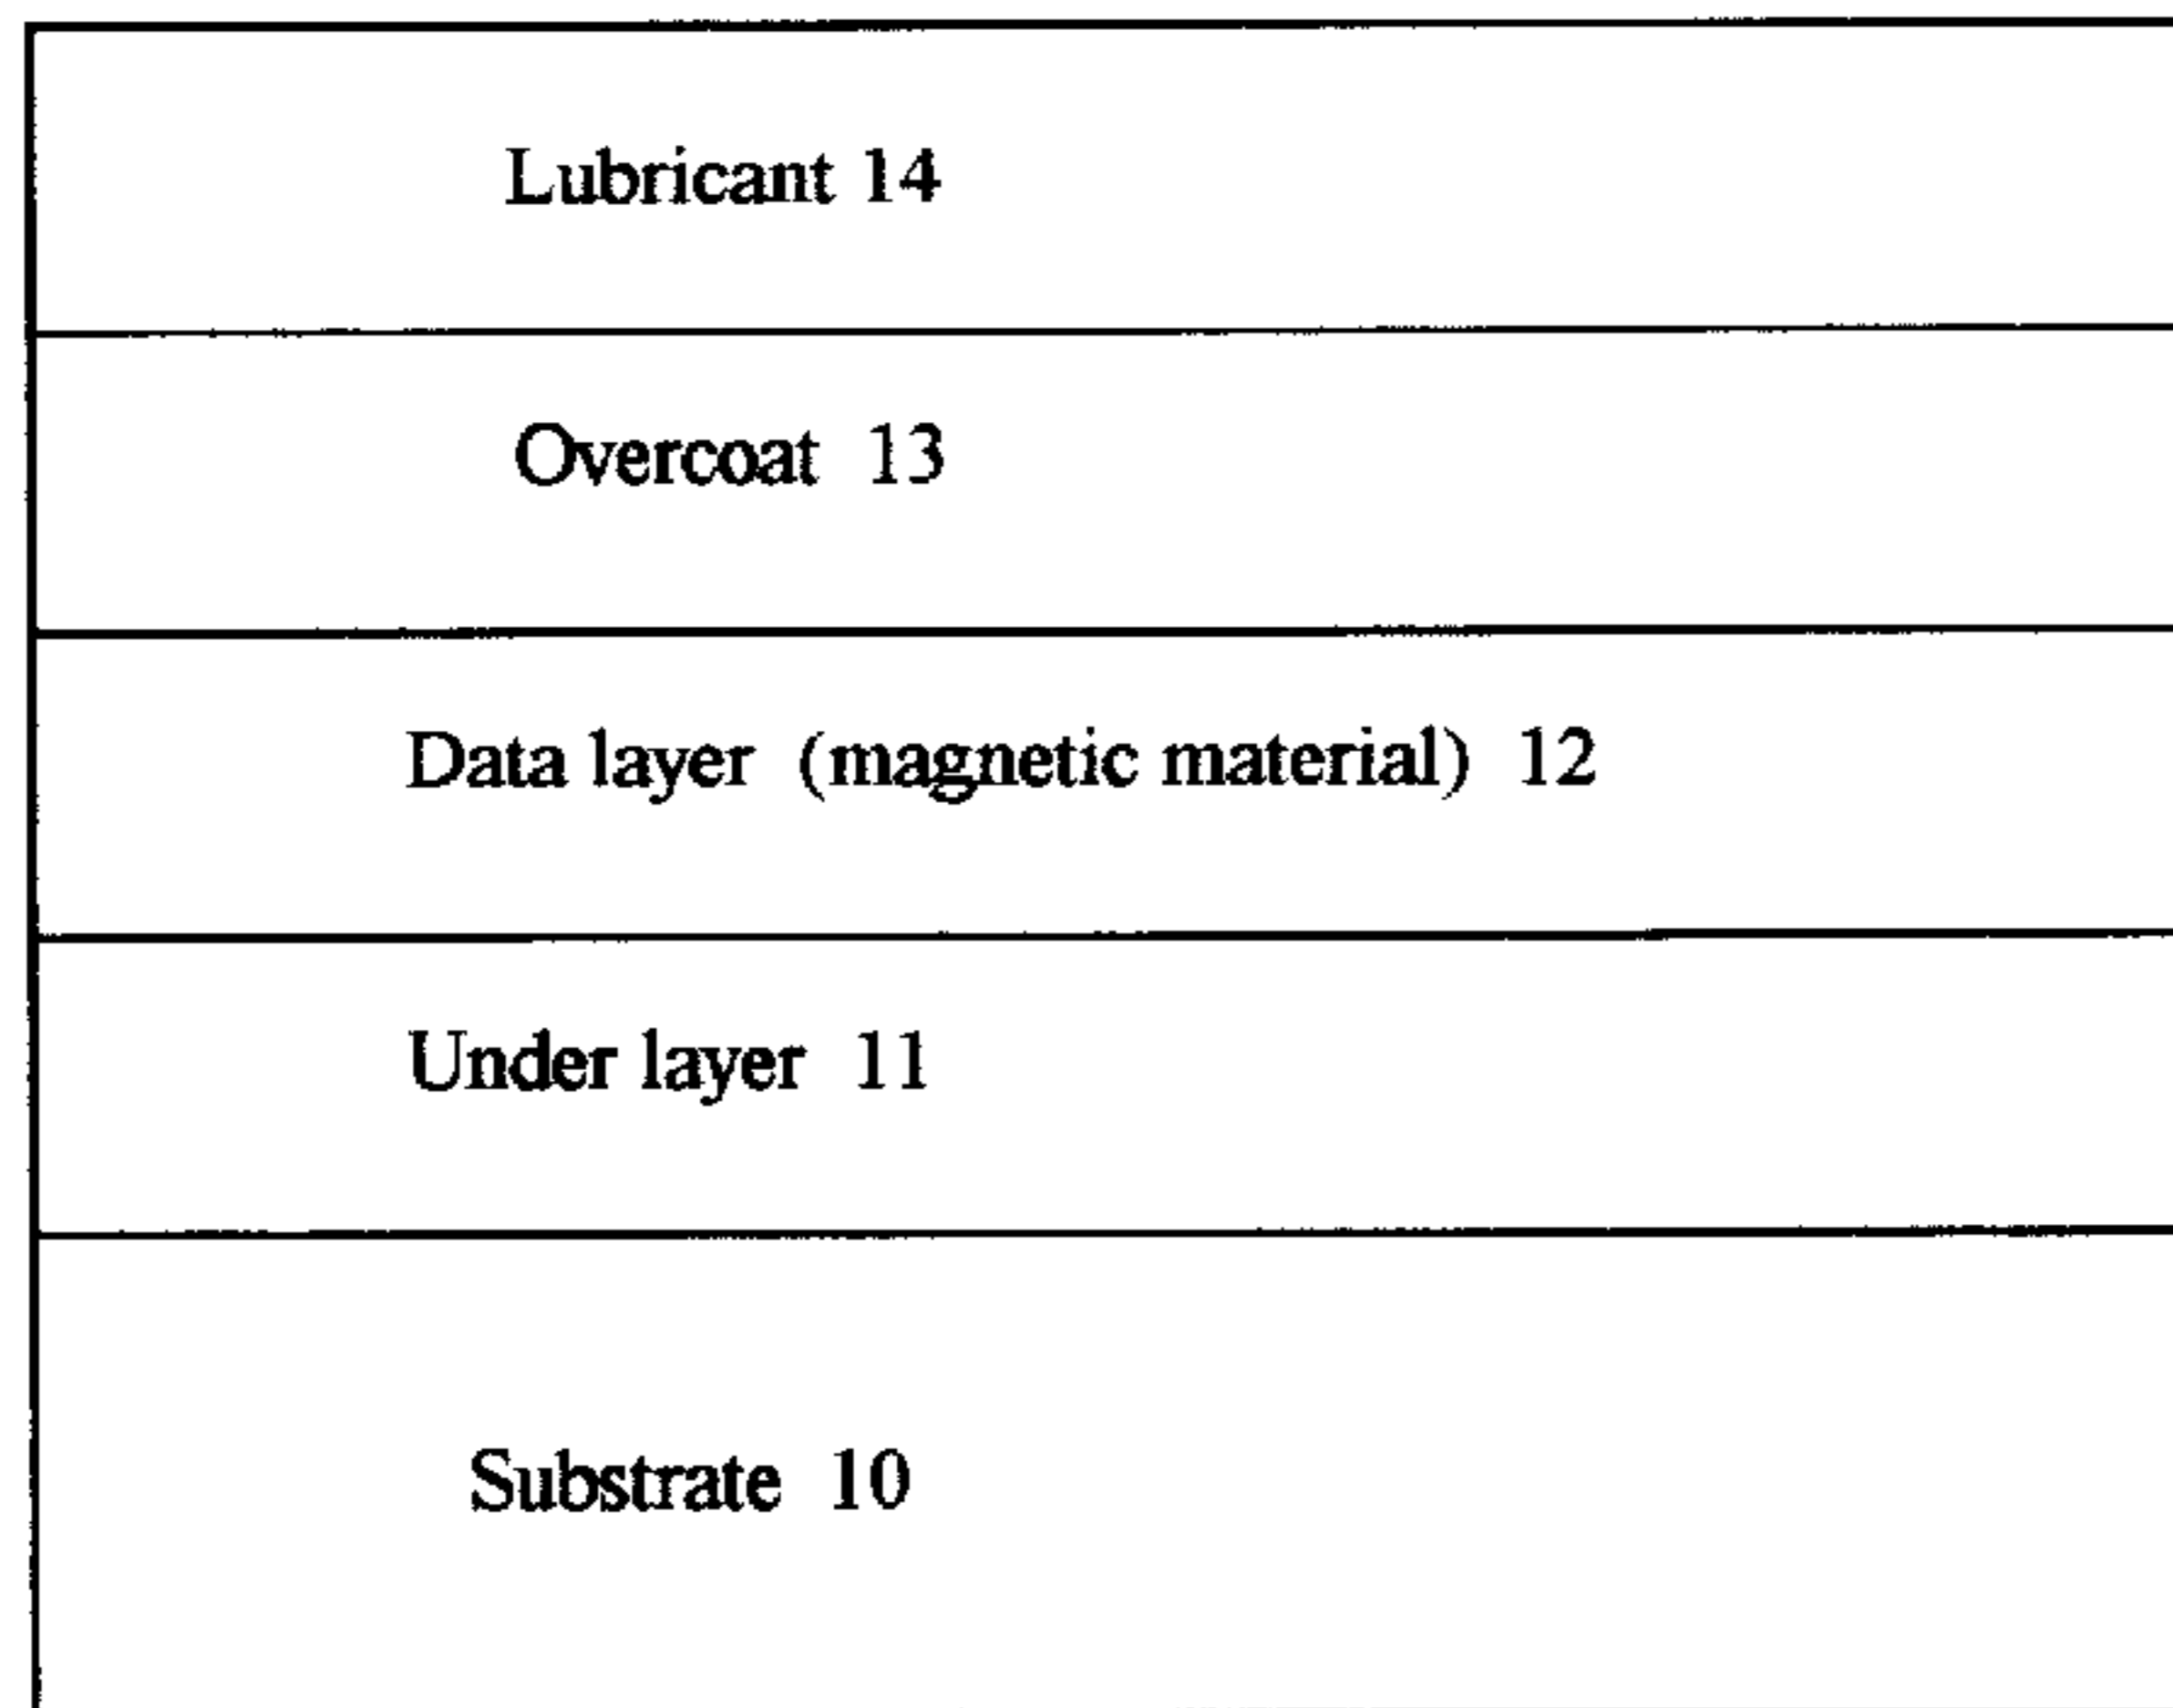 Lubricant 14
Overcoat 13
Data layer (magnetic material) 12
Under layer 11
Substrate 10